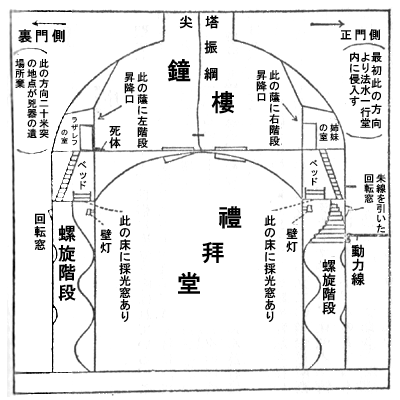 正門側
最初此の方向
より法水一行堂
内に侵入す
尖塔
振綱
鐘樓
裏門側
此の方向二十米突
の地点が兇器の遺
場所業
此の蔭に右階段
昇降口
此の蔭に左階段
昇降口
姉妹
の室
死体
ラザレフ
の室
ベッド
ベッド
朱線を引いた
回転窓
動力線
螺旋階段
壁灯
此の床に採光窓あり
禮拜堂
此の床に採光窓あり
壁灯
螺旋階段
回転窓